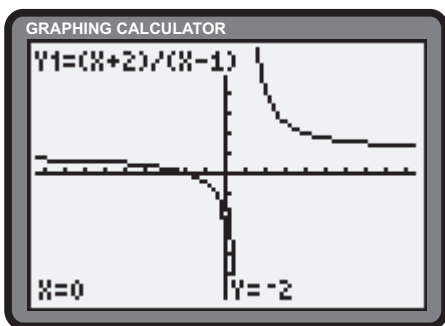 GRAPHING CALCULATOR
Y1=(X+2)/(X-1)
X=0 Y=-2